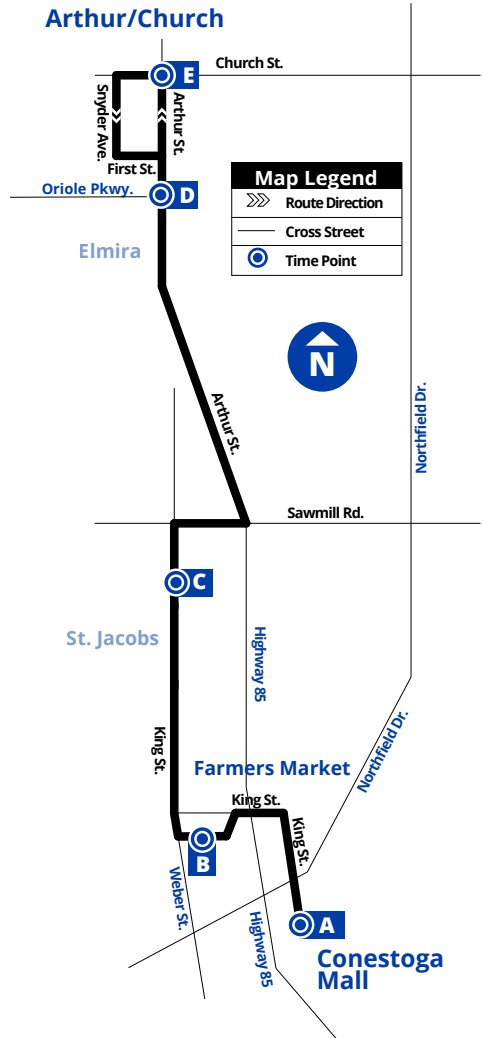 Arthur/Church
Church St.
E
Snyder Ave.
Arthur St.
First St.
Oriole Pkwy.
D
Map Legend
Route Direction
Cross Street
Time Point
Elmira
N
Northfield Dr.
Arthur St.
Sawmill Rd.
C
St. Jacobs
Highway 85
Northfield Dr.
King St.
Farmers Market
King St.
King St.
B
Weber St.
Highway 85
A
Conestoga
Mall